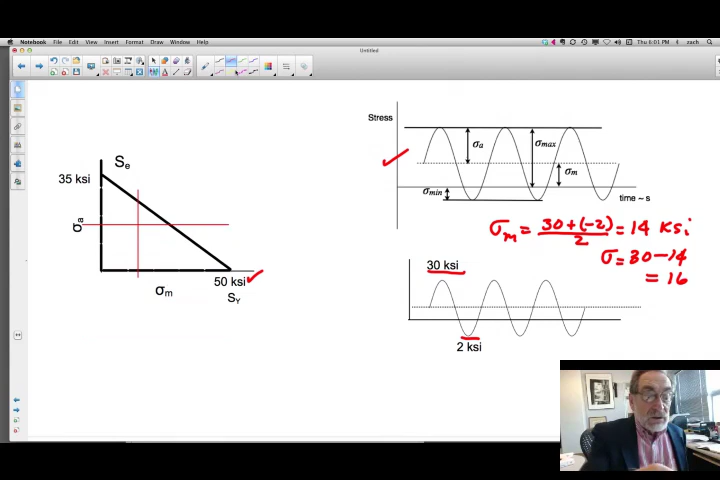 Notebook File Edit View Insert Format Draw Window Help
Thu 6:01 PM zach
Untitled
Stress
Se
35 ksi
σa
σmax
σa
σm
σmin
time ~ s
σm = 30+(-2)/2 = 14 ksi
σ = 30-14
= 16
30 ksi
50 ksi
σm
SY
2 ksi